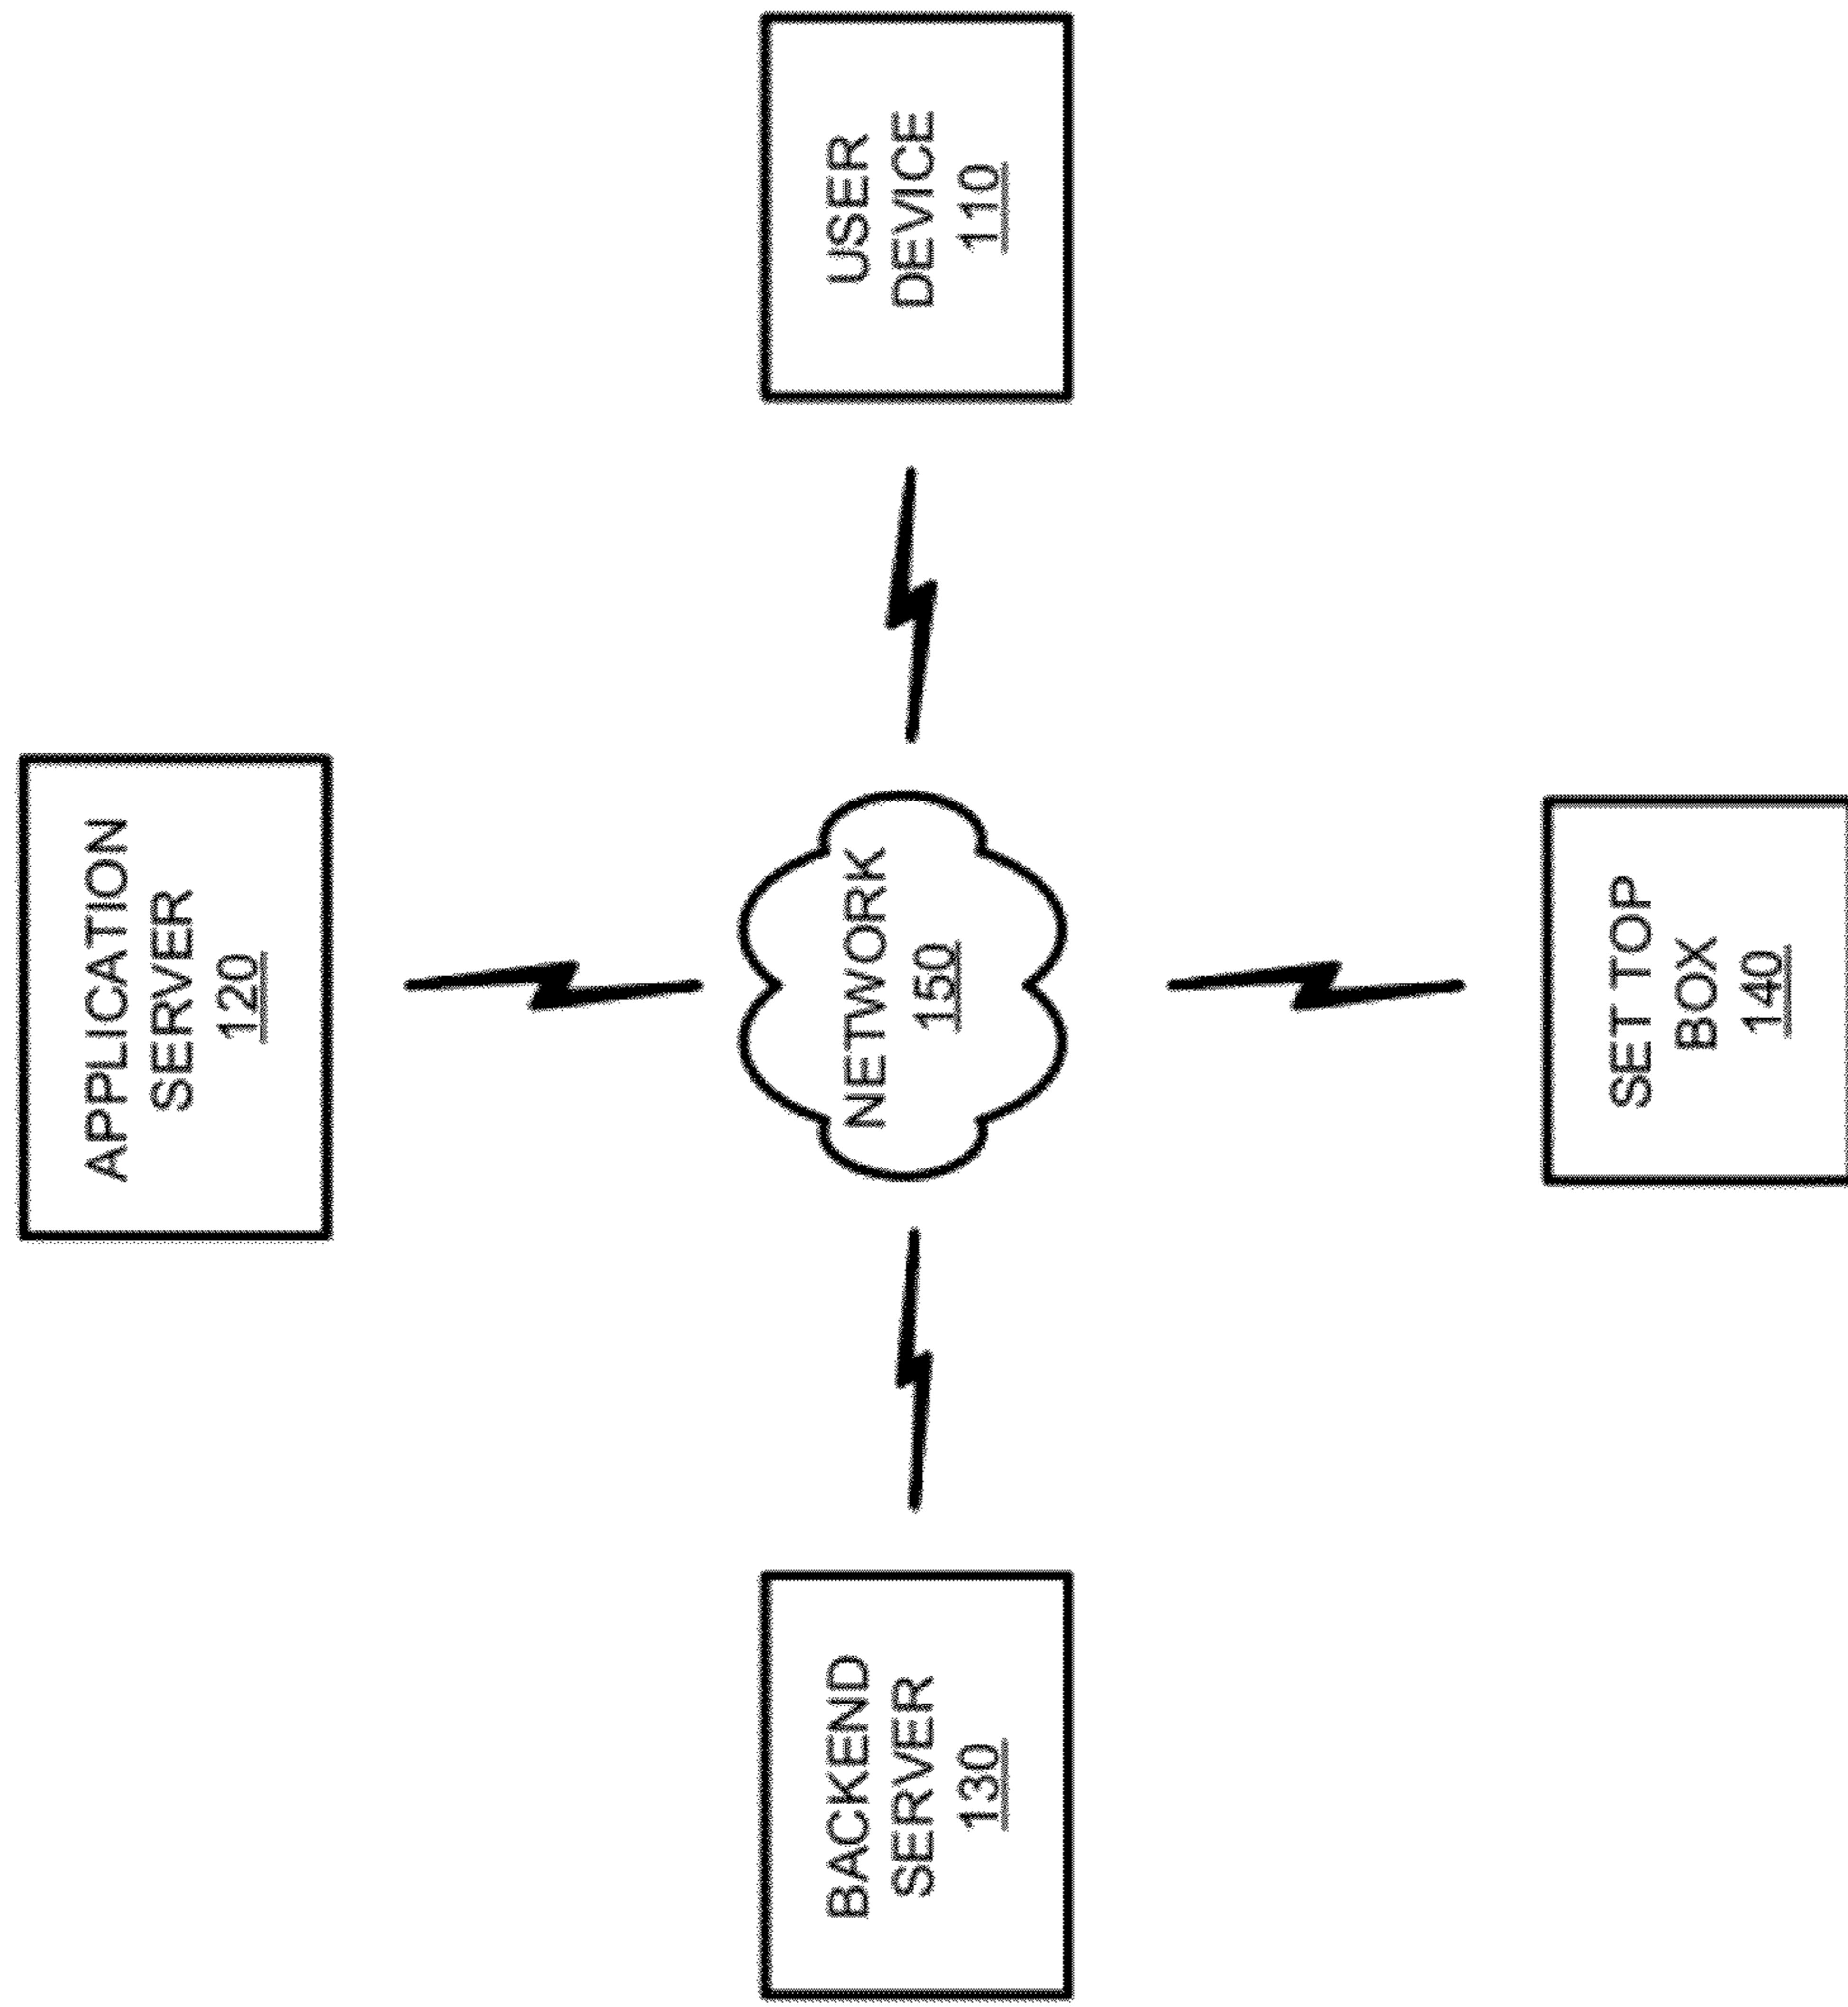 APPLICATION
SERVER
120
BACKEND
SERVER
130
NETWORK
150
USER
DEVICE
110
SET TOP
BOX
140